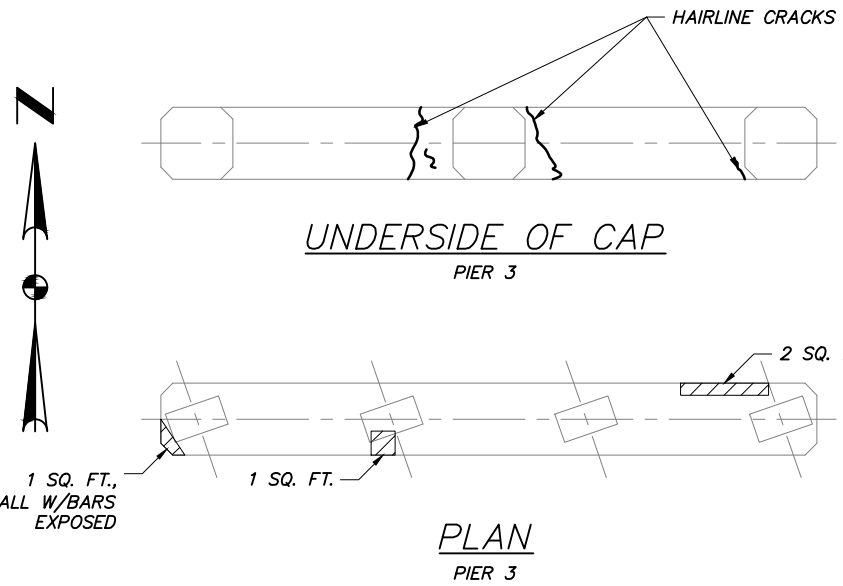 HAIRLINE CRACKS
N
UNDERSIDE OF CAP
PIER 3
2 SQ.
1 SQ. FT.,
W/BARS
EXPOSED
1 SQ. FT.
PLAN
PIER 3